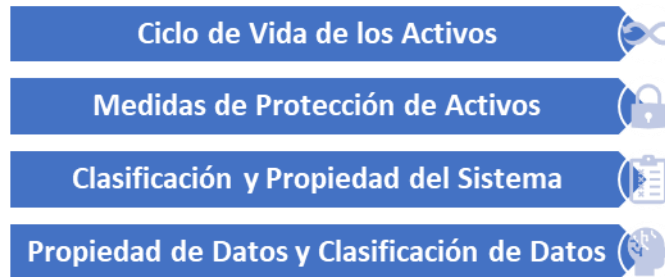 Ciclo de Vida de los Activos
Medidas de Protección de Activos
Clasificación y Propiedad del Sistema
Propiedad de Datos y Clasificación de Datos